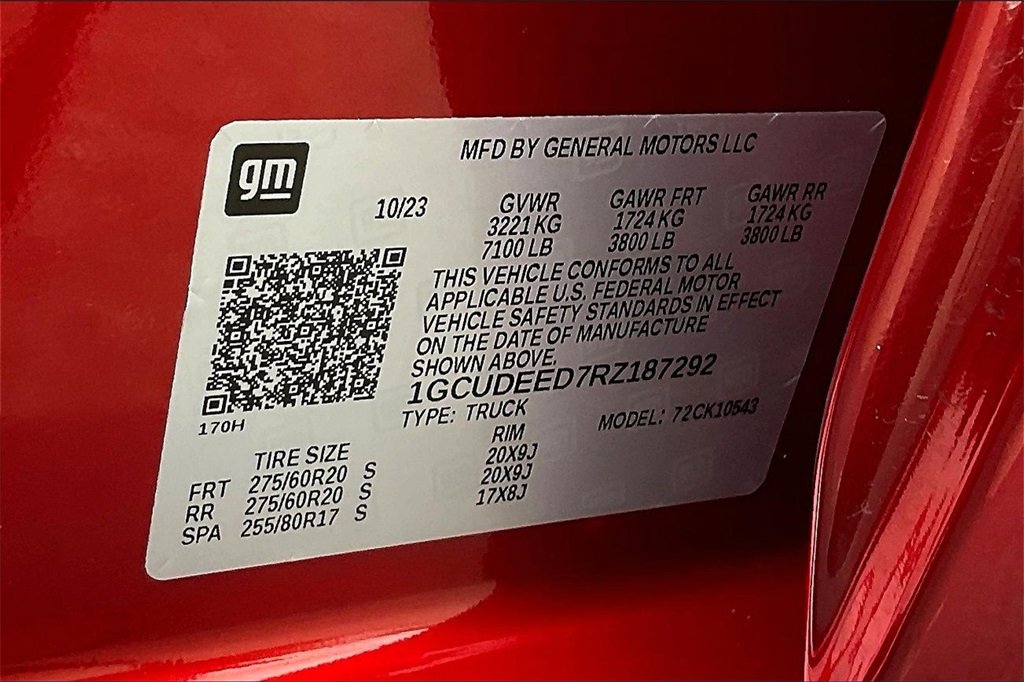 gm
MFD BY GENERAL MOTORS LLC
10/23 GVWR GAWR FRT GAWR RR
3221 KG 1724 KG 1724 KG
7100 LB 3800 LB 3800 LB
THIS VEHICLE CONFORMS TO ALL
APPLICABLE U.S. FEDERAL MOTOR
VEHICLE SAFETY STANDARDS IN EFFECT
ON THE DATE OF MANUFACTURE
SHOWN ABOVE.
1GCUDEED7RZ187292
170H
TYPE: TRUCK MODEL: 72CK10543
TIRE SIZE RIM
FRT 275/60R20 S 20X9J
RR 275/60R20 S 20X9J
SPA 255/80R17 S 17X8J